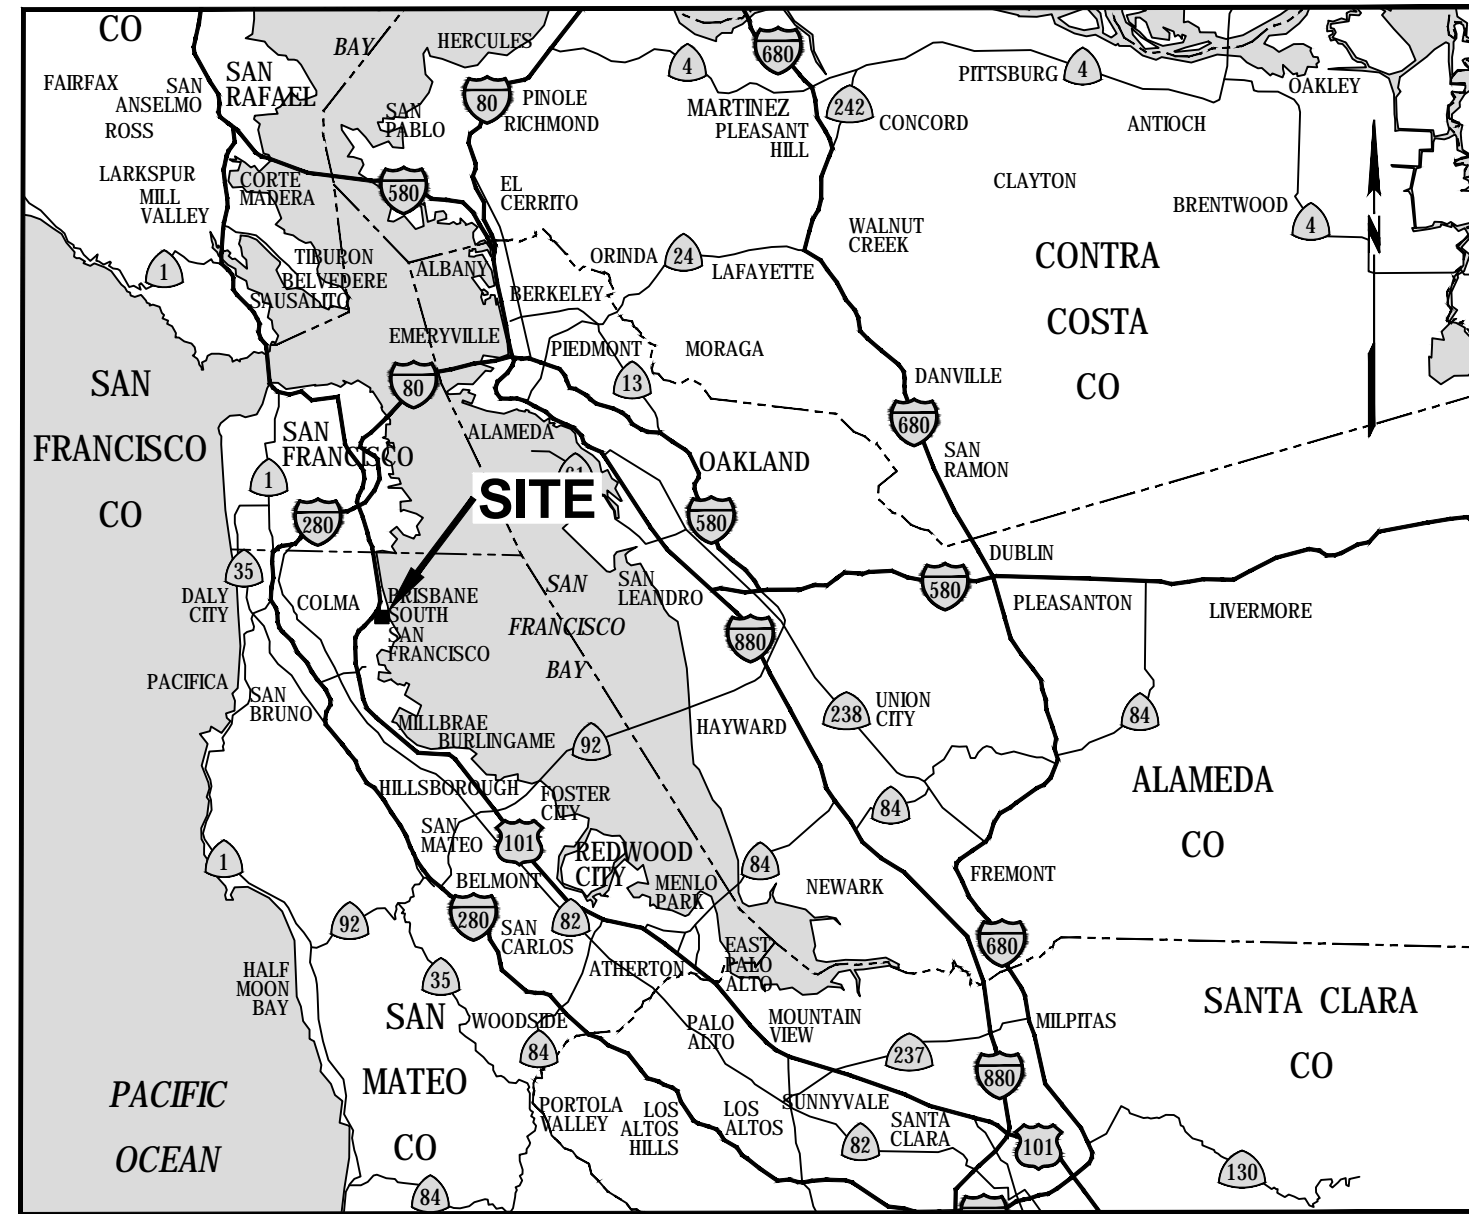 CO
BAY
HERCULES
680
FAIRFAX
SAN
ANSELMO
SAN
RAFAEL
ROSS
SAN
PABLO
80
PINOLE
RICHMOND
4
MARTINEZ
PLEASANT
HILL
242
CONCORD
PITTSBURG
4
OAKLEY
ANTIOCH
LARKSPUR
MILL
VALLEY
CORTE
MADERA
580
EL
CERRITO
CLAYTON
BRENTWOOD
4
N
WALNUT
CREEK
ORINDA
24
LAFAYETTE
CONTRA
COSTA
CO
1
TIBURON
BELVEDERE
SAUSALITO
ALBANY
BERKELEY
EMERYVILLE
PIEDMONT
MORAGA
13
DANVILLE
SAN
FRANCISCO
CO
80
680
SAN
FRANCISCO
ALAMEDA
OAKLAND
SAN
RAMON
1
61
SITE
280
580
DUBLIN
35
DALY
CITY
COLMA
BRISBANE
SOUTH
SAN
FRANCISCO
SAN
FRANCISCO
BAY
SAN
LEANDRO
580
PLEASANTON
LIVERMORE
880
PACIFICA
SAN
BRUNO
MILLBRAE
BURLINGAME
92
HAYWARD
238
UNION
CITY
84
HILLSBOROUGH
FOSTER
CITY
84
ALAMEDA
CO
SAN
MATEO
101
REDWOOD
CITY
1
BELMONT
MENLO
PARK
84
NEWARK
FREMONT
92
280
SAN
CARLOS
82
680
EAST
PALO
ALTO
HALF
MOON
BAY
35
ATHERTON
SAN
MATEO
CO
WOODSIDE
84
PALO
ALTO
MOUNTAIN
VIEW
MILPITAS
SANTA CLARA
CO
237
880
PACIFIC
OCEAN
PORTOLA
VALLEY
LOS
ALTOS
HILLS
LOS
ALTOS
SUNNYVALE
SANTA
CLARA
82
101
130
84